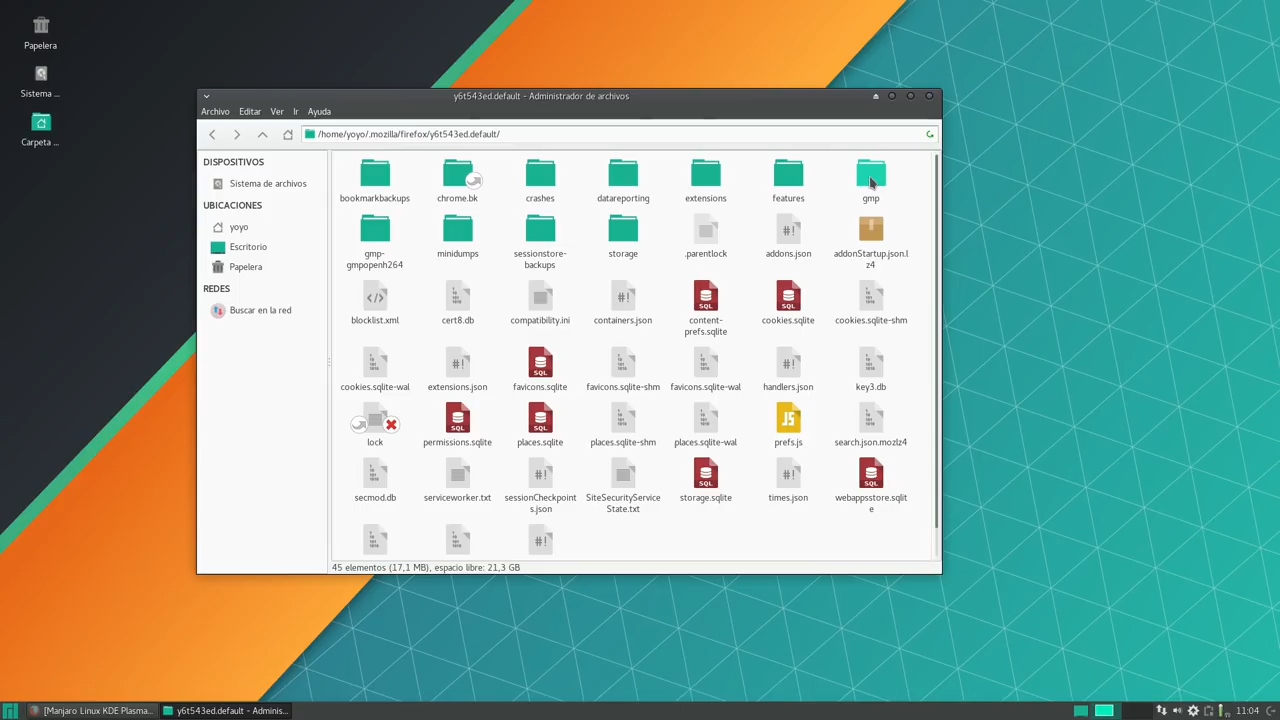 Papelera
Sistema ...
Carpeta ...
y6t543ed.default - Administrador de archivos
Archivo Editar Ver Ir Ayuda
/home/yoyo/.mozilla/firefox/y6t543ed.default/
DISPOSITIVOS
Sistema de archivos
UBICACIONES
yoyo
Escritorio
Papelera
REDES
Buscar en la red
bookmarkbackups
chrome.bk
crashes
datareporting
extensions
features
gmp
gmp-
gmpopenh264
minidumps
sessionstore-
backups
storage
.parentlock
addons.json
addonStartup.json.l
z4
blocklist.xml
cert8.db
compatibility.ini
containers.json
content-
prefs.sqlite
cookies.sqlite
cookies.sqlite-shm
cookies.sqlite-wal
extensions.json
favicons.sqlite
favicons.sqlite-shm
favicons.sqlite-wal
handlers.json
key3.db
lock
permissions.sqlite
places.sqlite
places.sqlite-shm
places.sqlite-wal
prefs.js
search.json.mozlz4
secmod.db
serviceworker.txt
sessionCheckpoint
s.json
SiteSecurityService
State.txt
storage.sqlite
times.json
webappsstore.sqlit
e
45 elementos (17,1 MB), espacio libre: 21,3 GB
[Manjaro Linux KDE Plasma...
y6t543ed.default - Adminis...
11:04